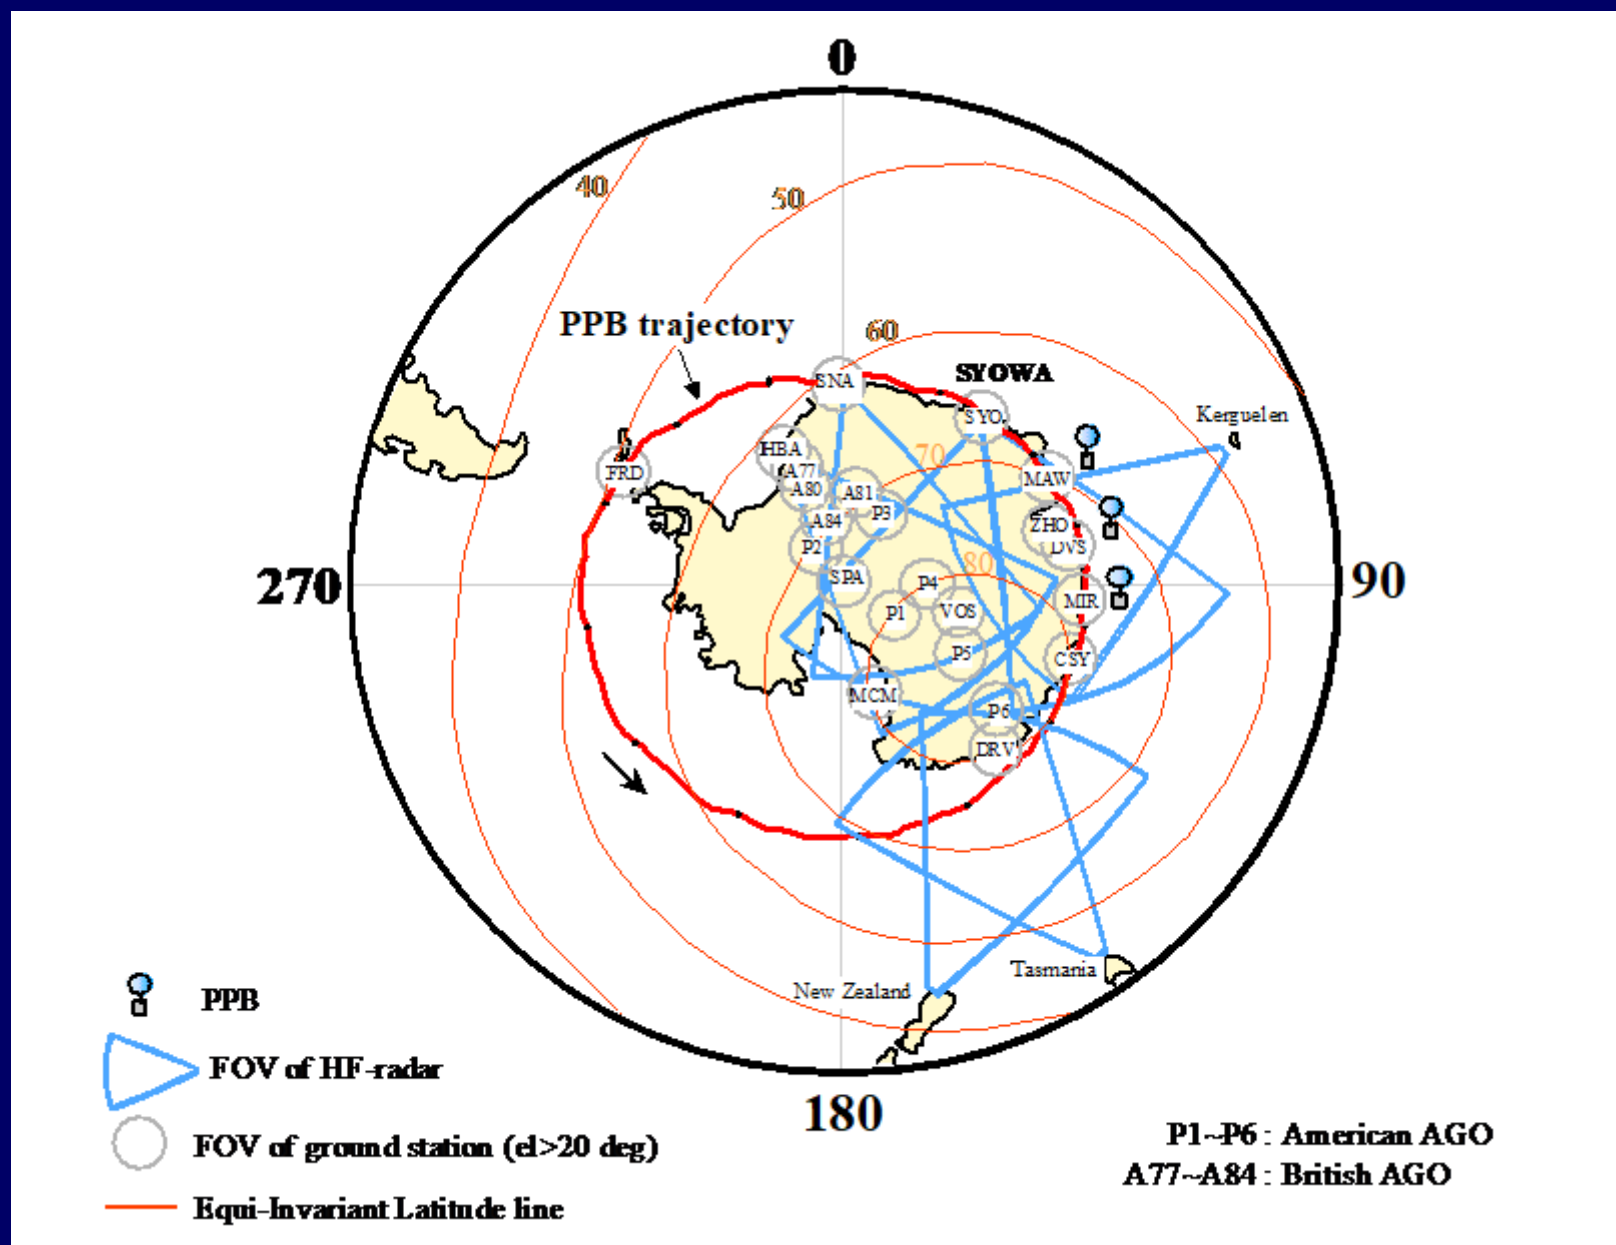 0
40
50
PPB trajectory
60
SYOWA
SNA
SYO
Kerguelen
HBA
70
FRD
A77
MAW
A80
A81
P3
A84
ZHO
P2
DVS
80
SPA
P4
270
90
MIR
P1
VOS
P5
CSY
MCM
P6
DRV
Tasmania
New Zealand
PPB
FOV of HF-radar
180
FOV of ground station (el>20 deg)
P1~P6 : American AGO
A77~A84 : British AGO
Equi-Invariant Latitude line